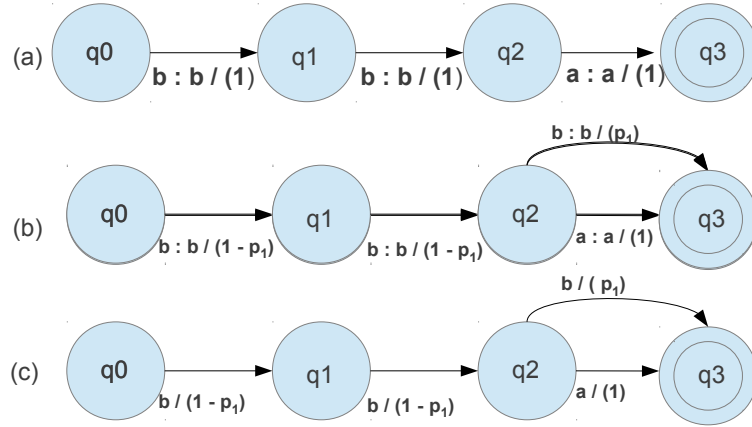 (a) q0 q1 q2 q3
b : b / (1) b : b / (1) a : a / (1)
b : b / (p₁)
(b) q0 q1 q2 q3
b : b / (1 - p₁) b : b / (1 - p₁) a : a / (1)
b / ( p₁)
(c) q0 q1 q2 q3
b / (1 - p₁) b / (1 - p₁) a / (1)